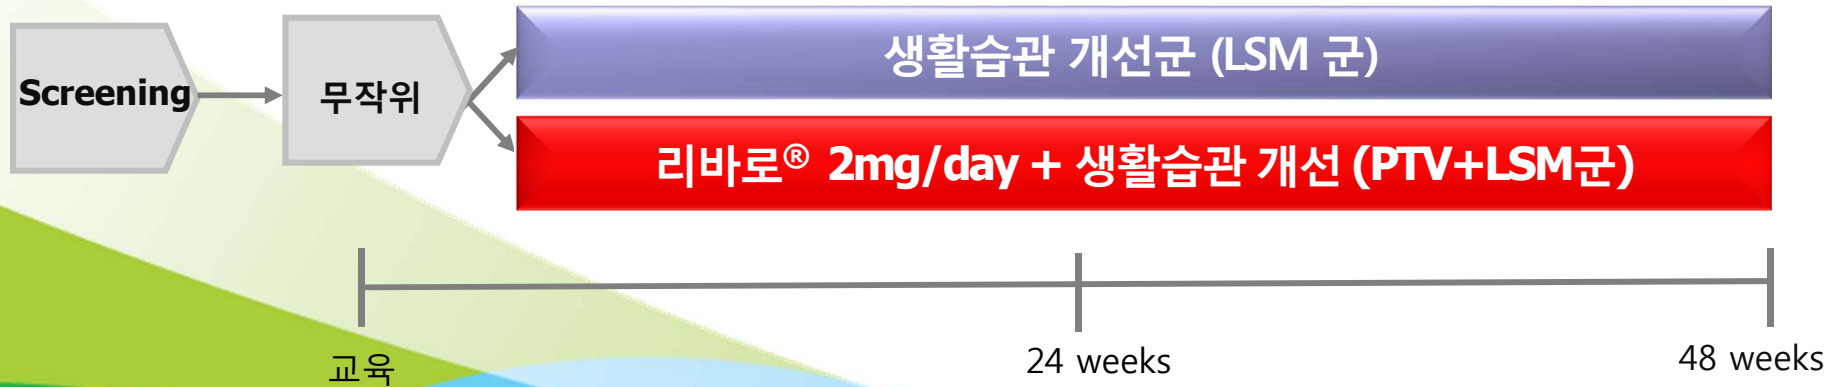 Screening
무작위
생활습관 개선군 (LSM 군)
리바로® 2mg/day + 생활습관 개선 (PTV+LSM군)
교육
24 weeks
48 weeks